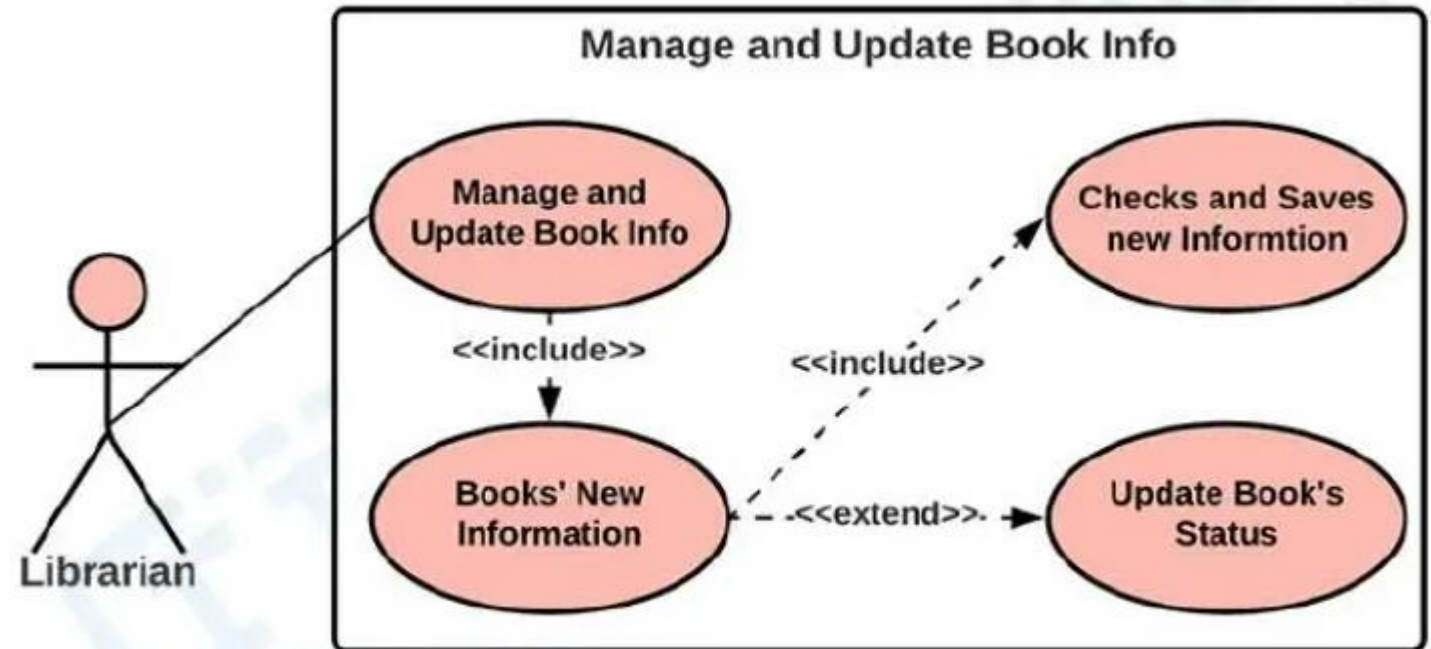 Manage and Update Book Info
Manage and
Update Book Info
Checks and Saves
new Informtion
<<include>>
<<include>>
Books' New
Information
<<extend>>
Update Book's
Status
Librarian